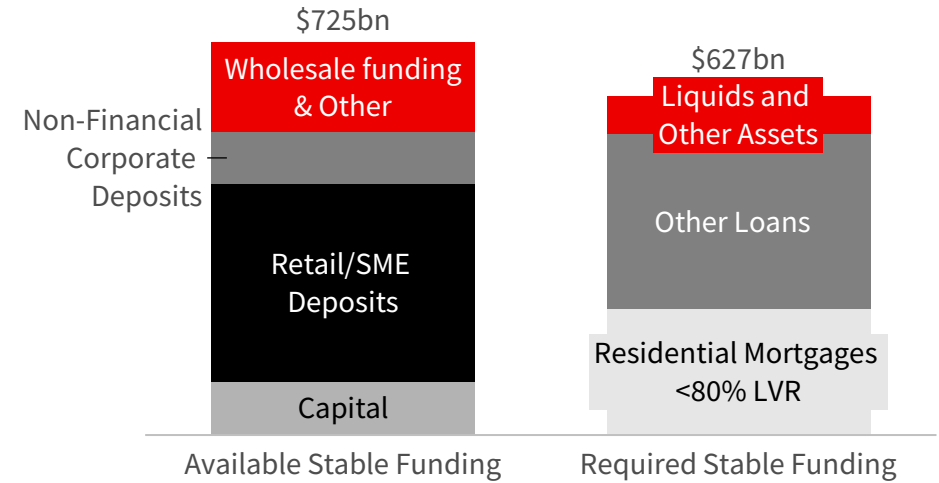 $725bn
Wholesale funding
& Other
Non-Financial
Corporate
Deposits
Retail/SME
Deposits
Capital
Available Stable Funding
$627bn
Liquids and
Other Assets
Other Loans
Residential Mortgages
<80% LVR
Required Stable Funding